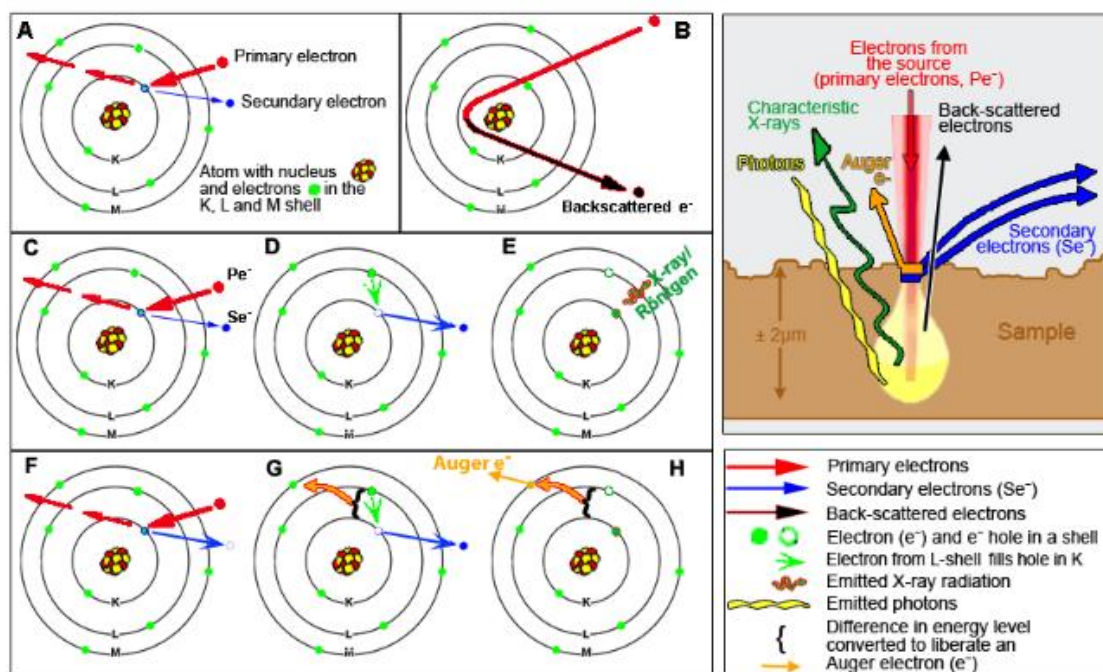 A
Primary electron
Secundary electron
Atom with nucleus
and electrons in the
K, L and M shell
K
L
M
B
Backscattered e⁻
C
Pe⁻
Se⁻
K
L
M
D
K
L
M
E
X-ray/
Röntgen
K
L
M
F
K
L
M
G
K
L
M
Auger e⁻
H
K
L
M
Electrons from
the source
(primary electrons, Pe⁻)
Characteristic
X-rays
Back-scattered
electrons
Photons
Auger
e-
Secondary
electrons (Se⁻)
± 2µm
Sample
Primary electrons
Secondary electrons (Se⁻)
Back-scattered electrons
Electron (e⁻) and e⁻ hole in a shell
Electron from L-shell fills hole in K
Emitted X-ray radiation
Emitted photons
{ Difference in energy level
converted to liberate an
Auger electron (e⁻)